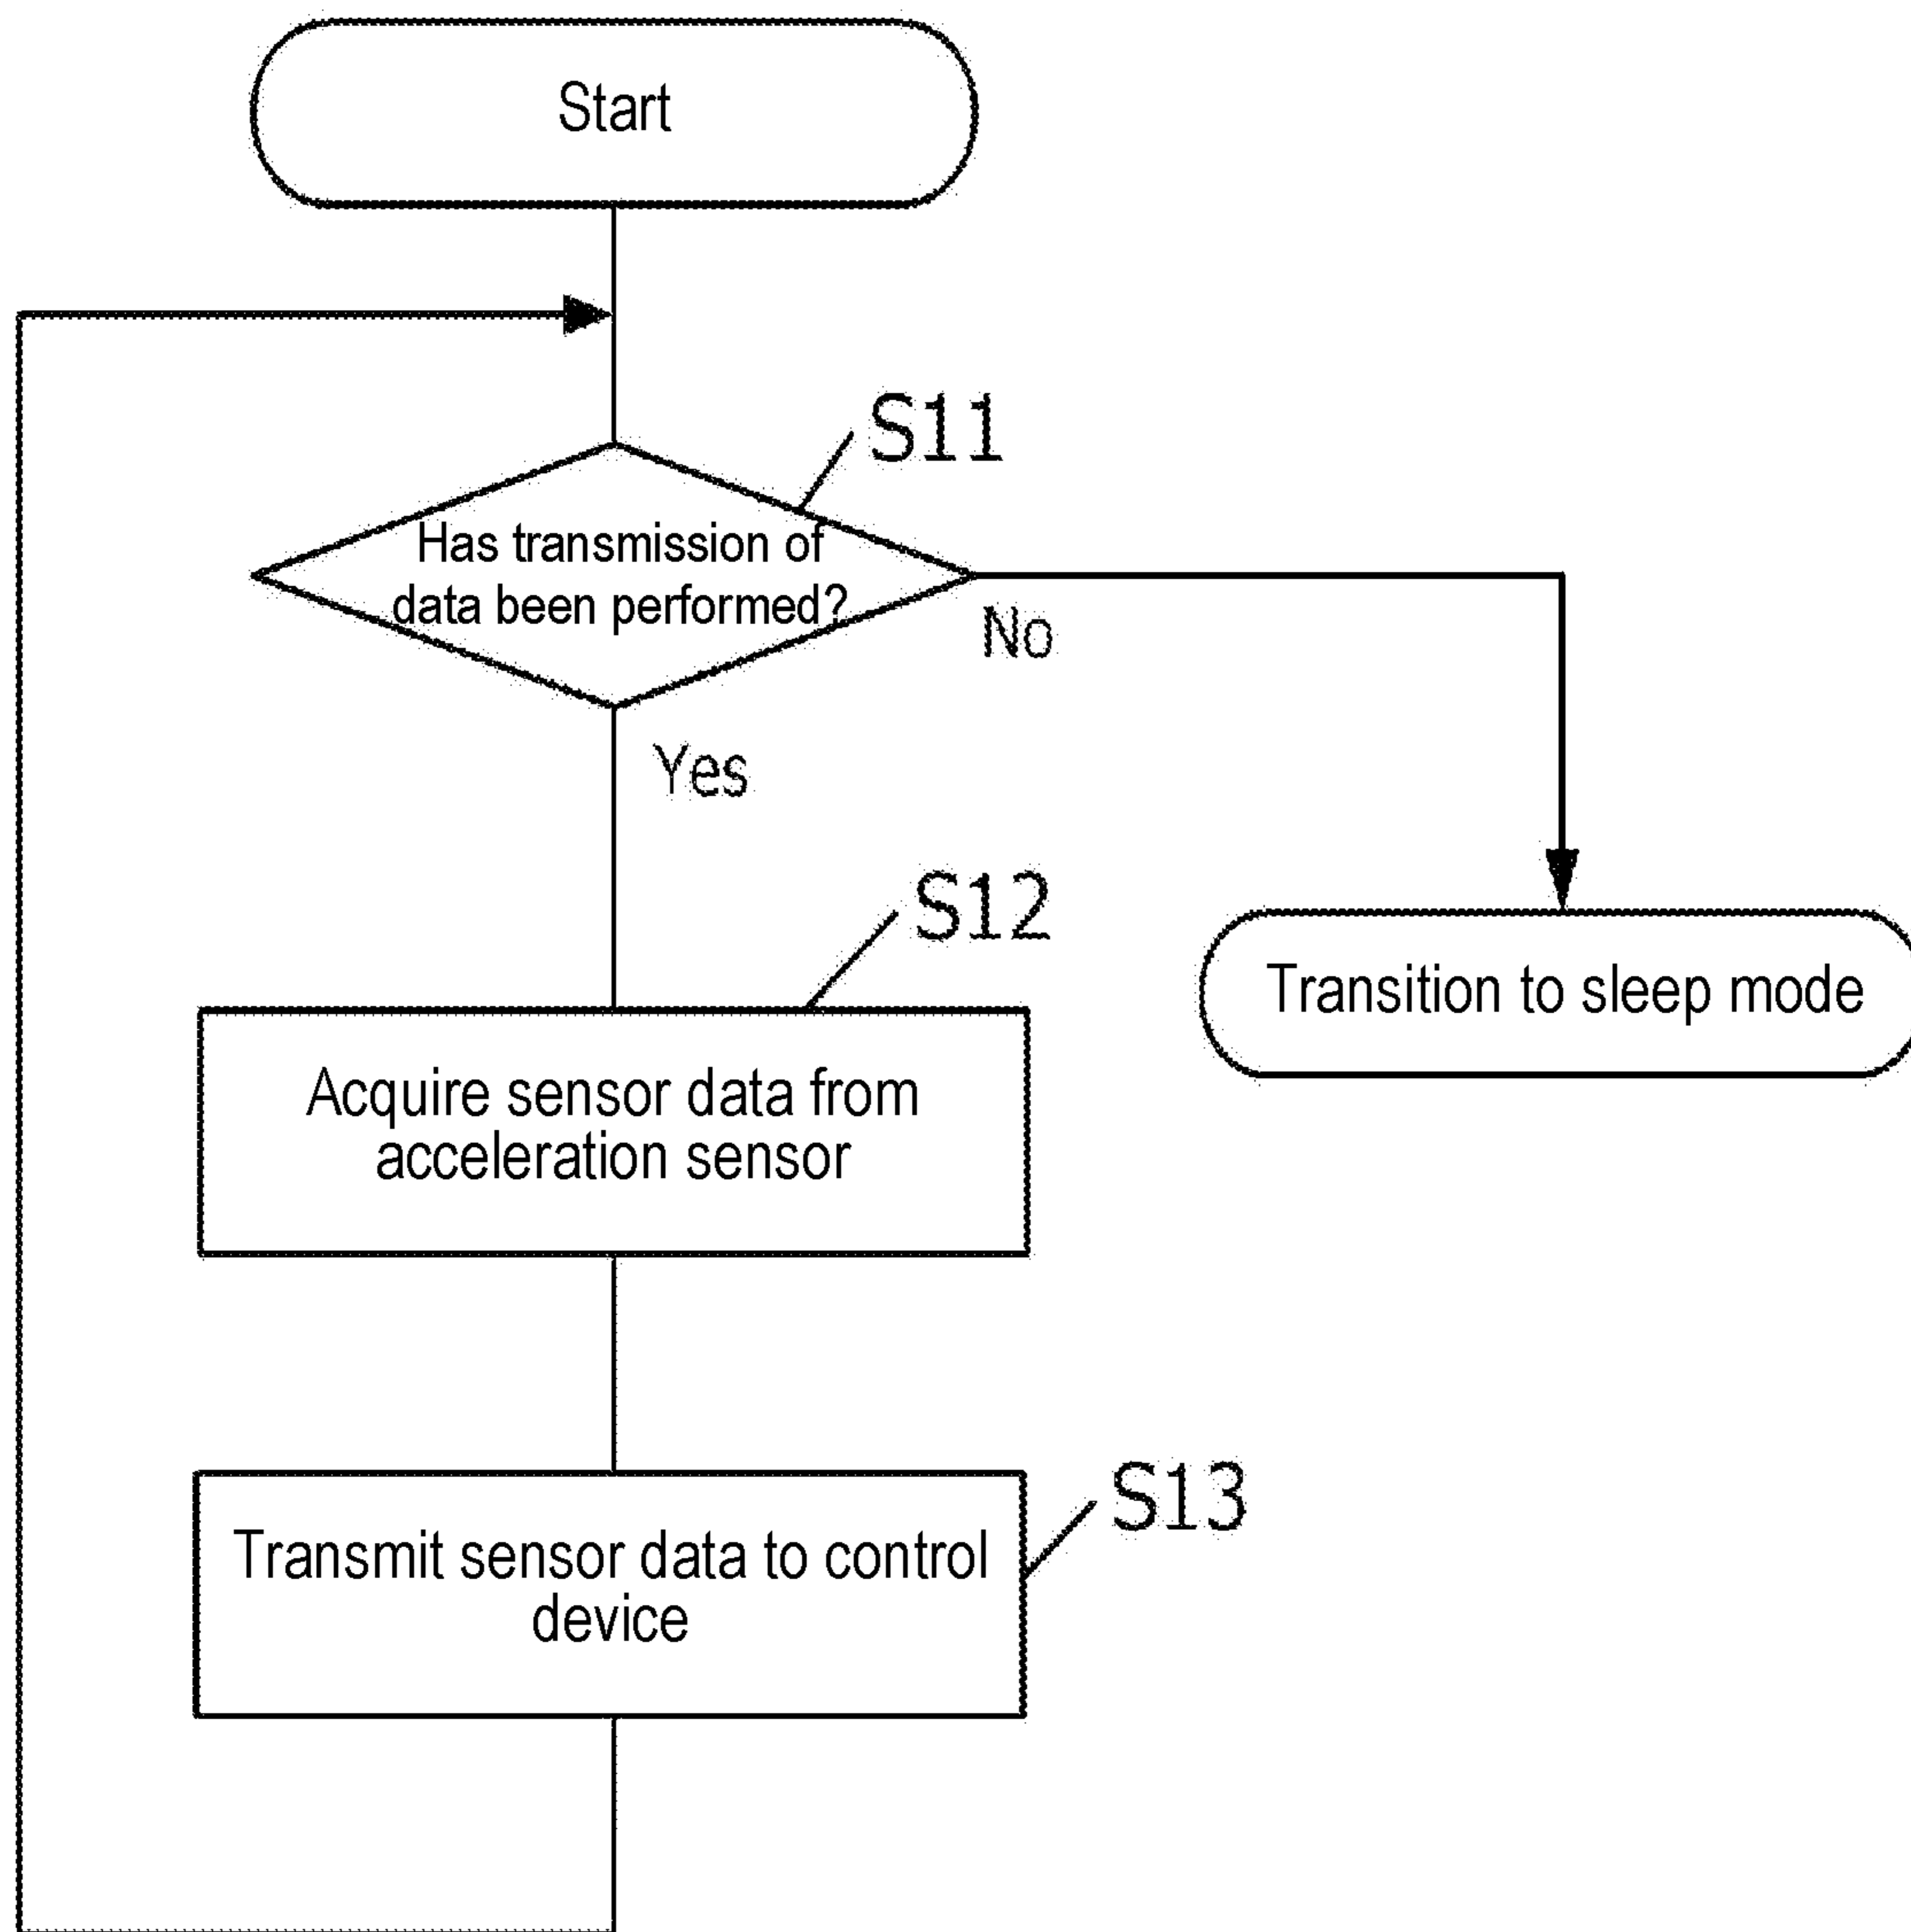 Start
S11
Has transmission of
data been performed?
No
Yes
S12
Transition to sleep mode
Acquire sensor data from
acceleration sensor
S13
Transmit sensor data to control
device